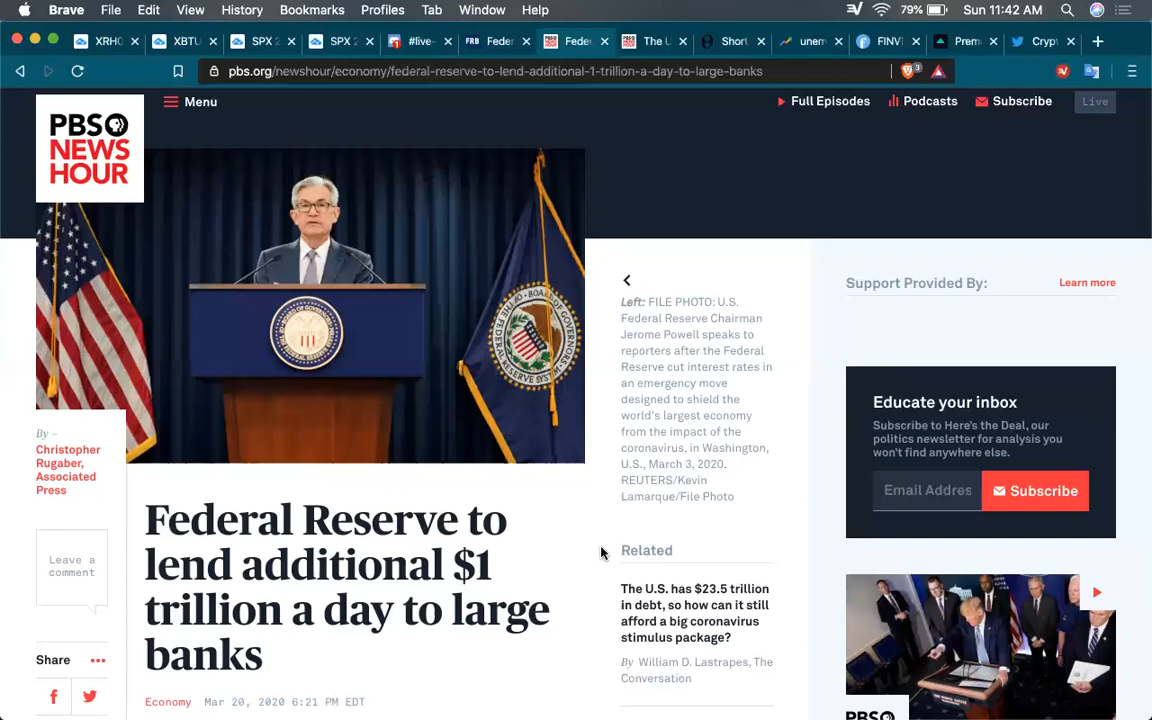 Brave File Edit View History Bookmarks Profiles Tab Window Help 79% Sun 11:42 AM
XRHC XBTU SPX 2 SPX 2 #live- FRB Feder Fede The U Short unem FINVI Prem Crypt
pbs.org/newshour/economy/federal-reserve-to-lend-additional-1-trillion-a-day-to-large-banks 3
PBS
NEWS
HOUR
Menu
Full Episodes Podcasts Subscribe Live
By –
Christopher
Rugaber,
Associated
Press
Leave a
comment
Share
Federal Reserve to
lend additional $1
trillion a day to large
banks
Economy Mar 20, 2020 6:21 PM EDT
Left: FILE PHOTO: U.S.
Federal Reserve Chairman
Jerome Powell speaks to
reporters after the Federal
Reserve cut interest rates in
an emergency move
designed to shield the
world's largest economy
from the impact of the
coronavirus, in Washington,
U.S., March 3, 2020.
REUTERS/Kevin
Lamarque/File Photo
Related
The U.S. has $23.5 trillion
in debt, so how can it still
afford a big coronavirus
stimulus package?
By William D. Lastrapes, The
Conversation
Support Provided By: Learn more
Educate your inbox
Subscribe to Here's the Deal, our
politics newsletter for analysis you
won't find anywhere else.
Email Addres Subscribe
PBS